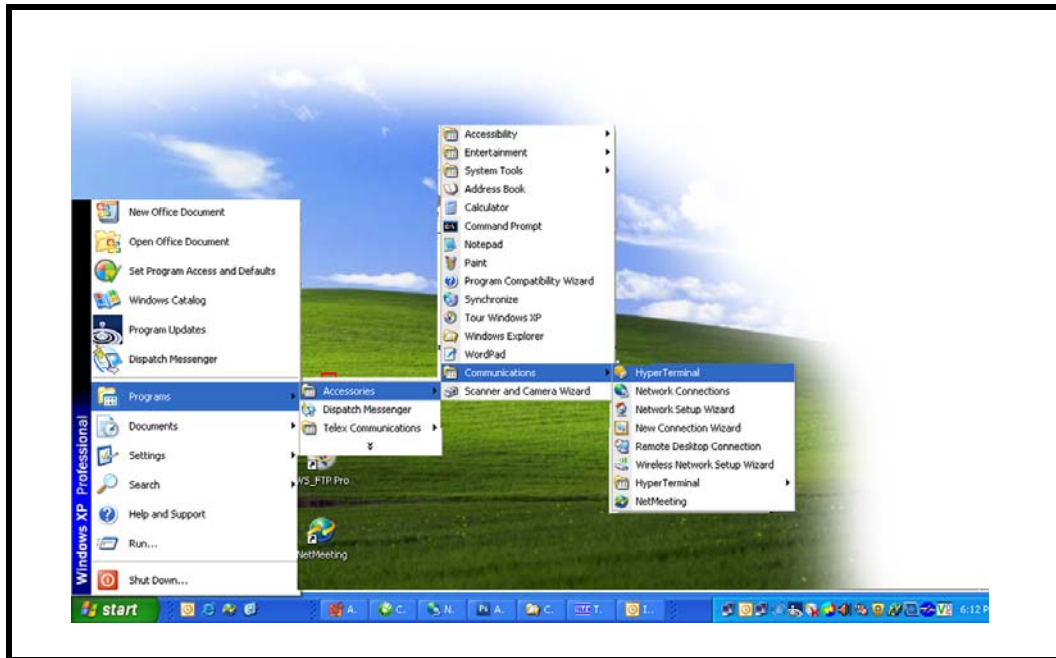 New Office Document
Open Office Document
Set Program Access and Defaults
Windows Catalog
Program Updates
Dispatch Messenger
Programs
Documents
Settings
Search
Help and Support
Run...
Shut Down...
Windows XP Professional
Accessories
Dispatch Messenger
Telex Communications
Accessibility
Entertainment
System Tools
Address Book
Calculator
Command Prompt
Notepad
Paint
Program Compatibility Wizard
Synchronize
Tour Windows XP
Windows Explorer
WordPad
Communications
Scanner and Camera Wizard
HyperTerminal
Network Connections
Network Setup Wizard
New Connection Wizard
Remote Desktop Connection
Wireless Network Setup Wizard
HyperTerminal
NetMeeting
WS_FTP Pro
NetMeeting
start
A.
C.
N.
A.
C.
T.
I..
6:12 P